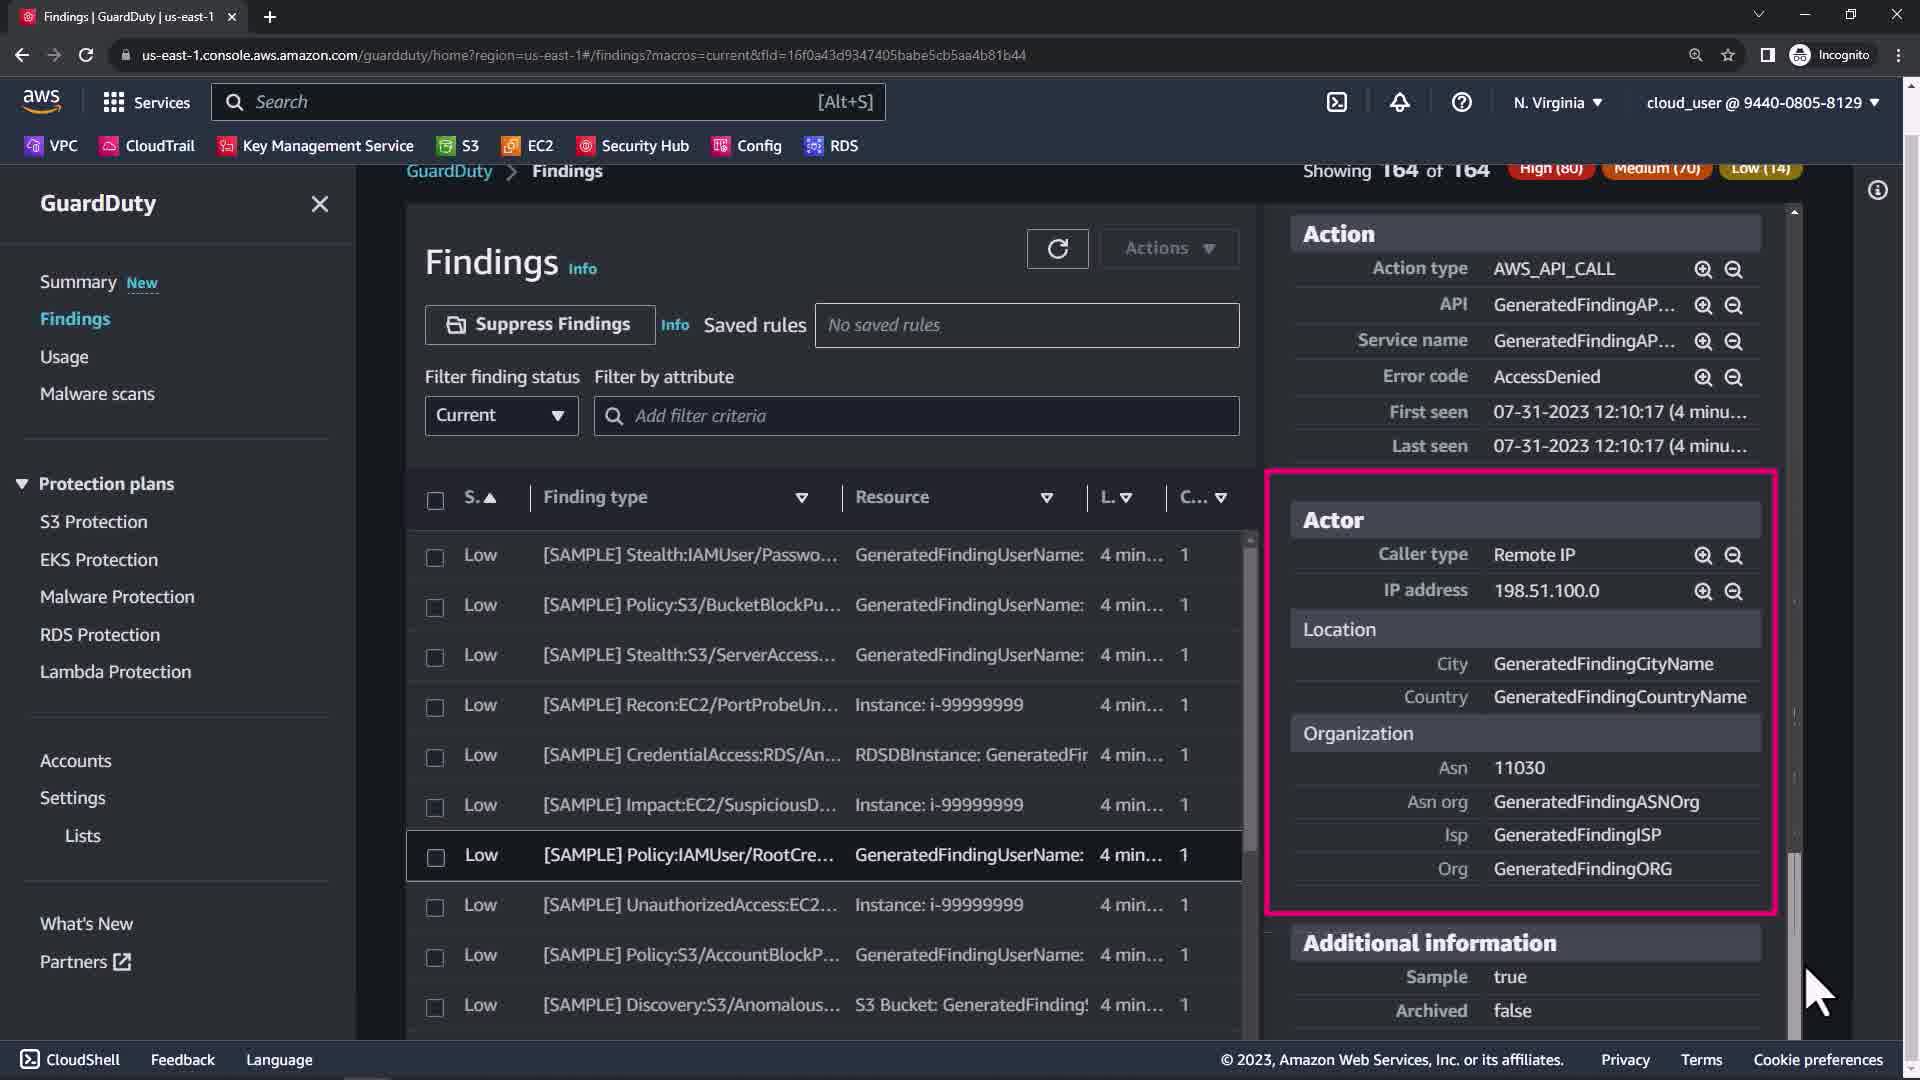 Findings | GuardDuty | us-east-1
us-east-1.console.aws.amazon.com/guardduty/home?region=us-east-1#/findings?macros=current&fId=16f0a43d9347405babe5cb5aa4b81b44
Incognito
aws
Services
Search
[Alt+S]
N. Virginia
cloud_user @ 9440-0805-8129
VPC
CloudTrail
Key Management Service
S3
EC2
Security Hub
Config
RDS
GuardDuty
Summary New
Findings
Usage
Malware scans
Protection plans
S3 Protection
EKS Protection
Malware Protection
RDS Protection
Lambda Protection
Accounts
Settings
Lists
What's New
Partners
GuardDuty > Findings
Showing 164 of 164
High (80)
Medium (70)
Low (14)
Findings Info
Actions
Suppress Findings
Info
Saved rules
No saved rules
Filter finding status
Filter by attribute
Current
Add filter criteria
S. Finding type Resource L. C...
Low [SAMPLE] Stealth:IAMUser/Passwo... GeneratedFindingUserName: 4 min... 1
Low [SAMPLE] Policy:S3/BucketBlockPu... GeneratedFindingUserName: 4 min... 1
Low [SAMPLE] Stealth:S3/ServerAccess... GeneratedFindingUserName: 4 min... 1
Low [SAMPLE] Recon:EC2/PortProbeUn... Instance: i-99999999 4 min... 1
Low [SAMPLE] CredentialAccess:RDS/An... RDSDBInstance: GeneratedFin 4 min... 1
Low [SAMPLE] Impact:EC2/SuspiciousD... Instance: i-99999999 4 min... 1
Low [SAMPLE] Policy:IAMUser/RootCre... GeneratedFindingUserName: 4 min... 1
Low [SAMPLE] UnauthorizedAccess:EC2... Instance: i-99999999 4 min... 1
Low [SAMPLE] Policy:S3/AccountBlockP... GeneratedFindingUserName: 4 min... 1
Low [SAMPLE] Discovery:S3/Anomalous... S3 Bucket: GeneratedFindingS 4 min... 1
Action
Action type AWS_API_CALL
API GeneratedFindingAP...
Service name GeneratedFindingAP...
Error code AccessDenied
First seen 07-31-2023 12:10:17 (4 minu...
Last seen 07-31-2023 12:10:17 (4 minu...
Actor
Caller type Remote IP
IP address 198.51.100.0
Location
City GeneratedFindingCityName
Country GeneratedFindingCountryName
Organization
Asn 11030
Asn org GeneratedFindingASNOrg
Isp GeneratedFindingISP
Org GeneratedFindingORG
Additional information
Sample true
Archived false
CloudShell
Feedback
Language
© 2023, Amazon Web Services, Inc. or its affiliates.
Privacy
Terms
Cookie preferences